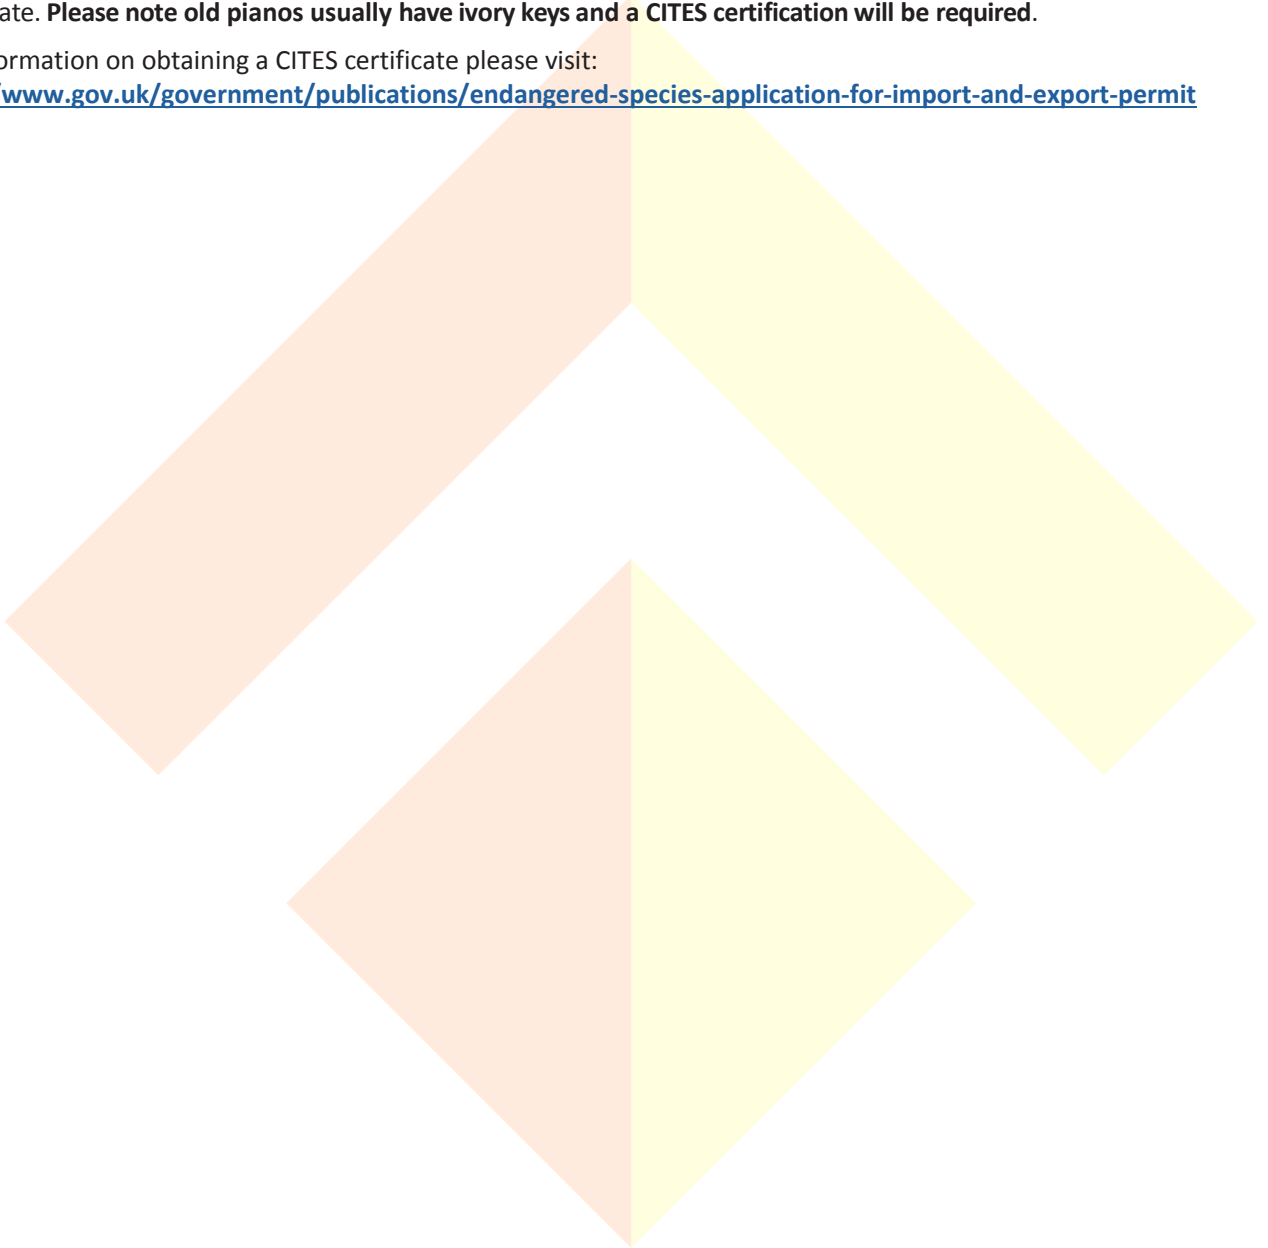 ate. Please note old pianos usually have ivory keys and a CITES certification will be required.
ormation on obtaining a CITES certificate please visit:
/www.gov.uk/government/publications/endangered-species-application-for-import-and-export-permit